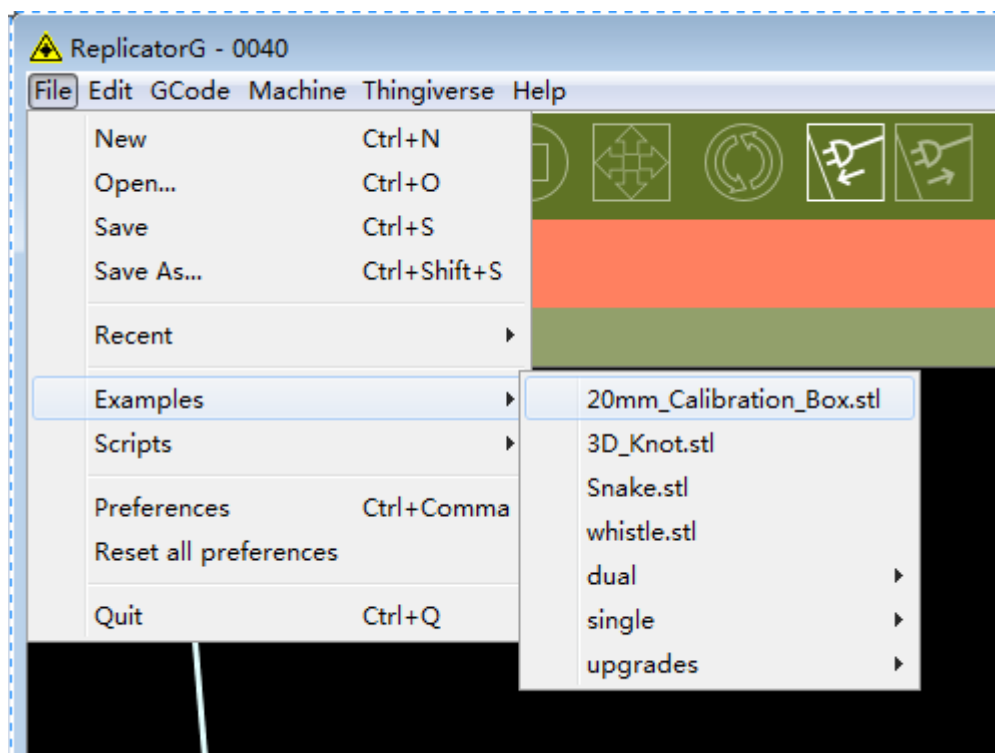 ReplicatorG - 0040
File Edit GCode Machine Thingiverse Help
New Ctrl+N
Open... Ctrl+O
Save Ctrl+S
Save As... Ctrl+Shift+S
Recent
Examples
Scripts
Preferences Ctrl+Comma
Reset all preferences
Quit Ctrl+Q
20mm_Calibration_Box.stl
3D_Knot.stl
Snake.stl
whistle.stl
dual
single
upgrades